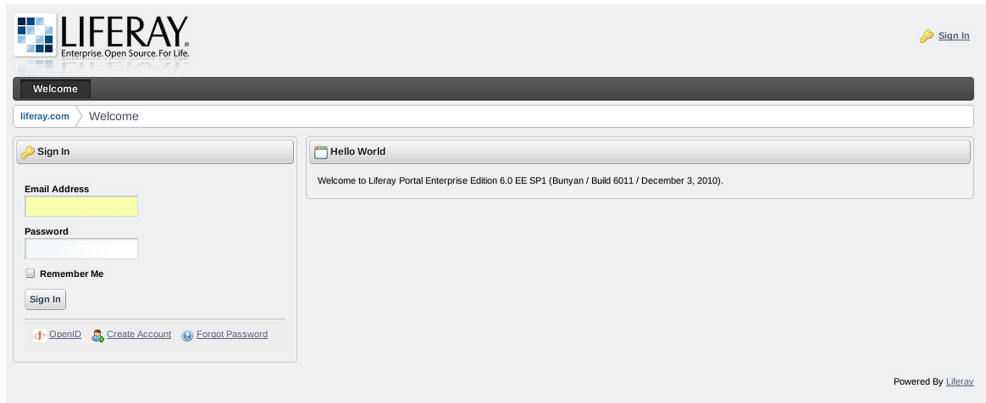 LIFERAY.
Enterprise. Open Source. For Life.
Sign In
Welcome
liferay.com Welcome
Sign In
Email Address
Password
Remember Me
Sign In
OpenID Create Account Forgot Password
Hello World
Welcome to Liferay Portal Enterprise Edition 6.0 EE SP1 (Bunyan / Build 6011 / December 3, 2010).
Powered By Liferay